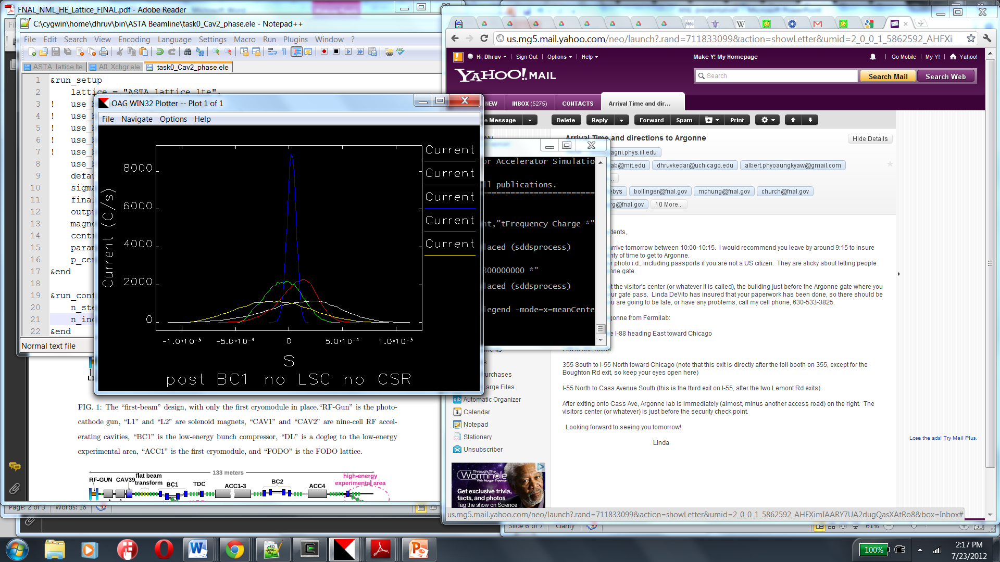 FNAL_NML_HE_Lattice_FINAL.pdf - Adobe Reader
C:\cygwin\home\dhruv\bin\ASTA Beamline\task0_Cav2_phase.ele - Notepad++
File Edit Search View Encoding Language Settings Macro Run Plugins Window ?
ASTA_lattice.lte A0_Xchgr.ele task0_Cav2_phase.ele
1 &run_setup
2 lattice = "ASTA lattice lte",
3 !
4 !
5 !
6 !
7 !
8
9
10
11
12
13
14
15
16
17 &end
18
19
20
21
22 &end
Normal text file
OAG WIN32 Plotter -- Plot 1 of 1
File Navigate Options Help
Current
Current
Current
Current
Current
8000
6000
4000
2000
0
Current (C/s)
-1.0*10-3 -5.0*10-4 0 5.0*10-4 1.0*10-3
S
post BC1 no LSC no CSR
FIG. 1: The “first-beam” design, with only the first cryomodule in place.“RF-Gun” is the photo-
cathode gun, “L1” and “L2” are solenoid magnets, “CAV1” and “CAV2” are nine-cell RF accel-
erating cavities, “BC1” is the low-energy bunch compressor, “DL” is a dogleg to the low-energy
experimental area, “ACC1” is the first cryomodule, and “FODO” is the FODO lattice.
133 meters
RF-GUN CAV39 flat beam transform BC1 TDC ACC1-3 BC2 ACC4 high-energy experimental area
Page: 2 of 3 Words: 16
us.mg5.mail.yahoo.com/neo/launch?.rand=711833099&action=showLetter&umid=2_0_0_1_5862592_AHFXim
Hi, Dhruv Sign Out Options Help Make Y! My Homepage Go Mobile My Y! Yahoo!
YAHOO! MAIL
Search Search Mail Search Web
NEW INBOX (5275) CONTACTS Arrival Time and dir...
Message Delete Reply Forward Spam Print
Arrival Time and directions to Argonne
Hide Details
agni.phys.iit.edu
ab@mit.edu dhruvkedar@uchicago.edu albert.phyoaungkyaw@gmail.com
bollinger@fnal.gov mchung@fnal.gov church@fnal.gov
rg@fnal.gov 10 More...
or Accelerator Simulatio
ll publications.
========================
nt,"tFrequency Charge *"
laced (sddsprocess)
300000000 *"
laced (sddsprocess)
legend -mode=x=meanCente
dents,
arrive tomorrow between 10:00-10:15. I would recommend you leave by around 9:15 to insure
nty of time to get to Argonne.
r photo i.d., including passports if you are not a US citizen. They are sticky about letting people
nne gate.
t the visitor's center (or whatever it is called), the building just before the Argonne gate where you
ur gate pass. Linda DeVito has insured that your paperwork has been done, so there should be
u are going to be late, or have any problems, call my cell phone, 630-533-3825.
gonne from Fermilab:
e I-88 heading East toward Chicago
355 South to I-55 North toward Chicago (note that this exit is directly after the toll booth on 355, except for the
Boughton Rd exit, so keep your eyes open here)
I-55 North to Cass Avenue South (this is the third exit on I-55, after the two Lemont Rd exits).
After exiting onto Cass Ave, Argonne lab is immediately (almost, minus another access road) on the right. The
visitors center (or whatever) is just before the security check point.
Looking forward to seeing you tomorrow!
Linda
Large Files
Automatic Organizer
Calendar
Notepad
Stationery
Unsubscriber
Lose the ads! Try Mail Plus.
Through The
Wormhole
With Morgan Freeman
Get exclusive trivia,
facts, and photos
Tag the show on Science
us.mg5.mail.yahoo.com/neo/launch?.rand=711833099&action=showLetter&umid=2_0_0_1_5862592_AHFXimIAARY7UA2dugQasXAtRo8&box=Inbox#
Slide 6 of 7 Clarity 61%
100%
2:17 PM
7/23/2012